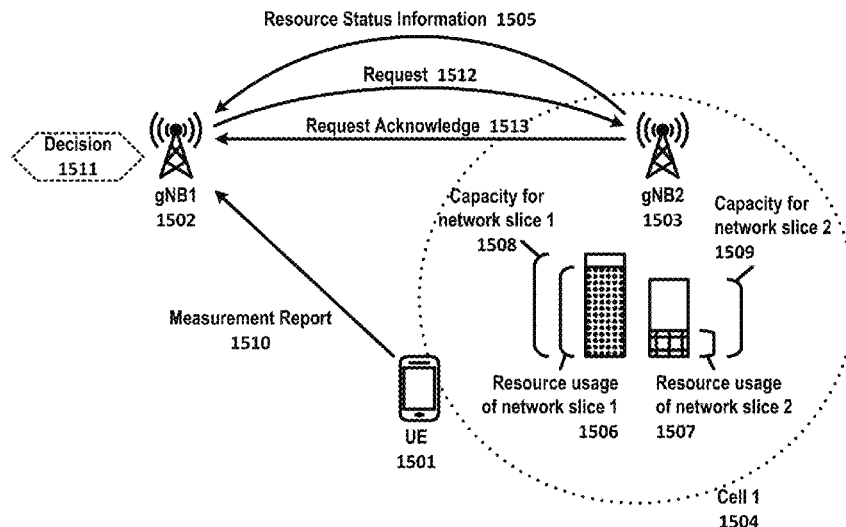 Resource Status Information 1505
Request 1512
Request Acknowledge 1513
Decision
1511
gNB1
1502
gNB2
1503
Capacity for
network slice 1
1508
Capacity for
network slice 2
1509
Measurement Report
1510
Resource usage
of network slice 1
1506
Resource usage
of network slice 2
1507
UE
1501
Cell 1
1504